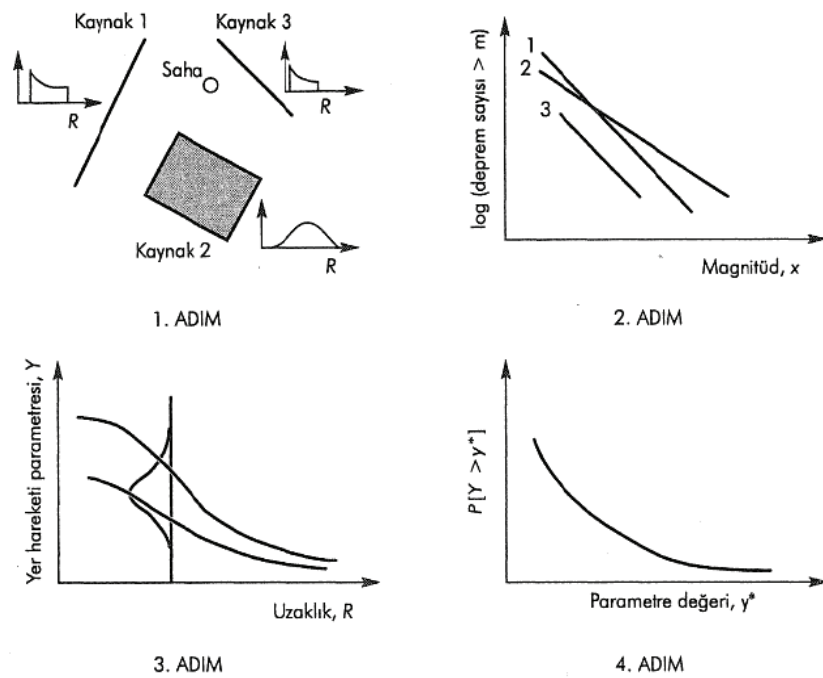 Kaynak 1
Kaynak 3
Saha
R
R
Kaynak 2
R
1. ADIM
log (deprem sayısı > m)
1
2
3
Magnitüd, x
2. ADIM
Yer hareketi parametresi, Y
Uzaklık, R
3. ADIM
P[Y > y*]
Parametre değeri, y*
4. ADIM